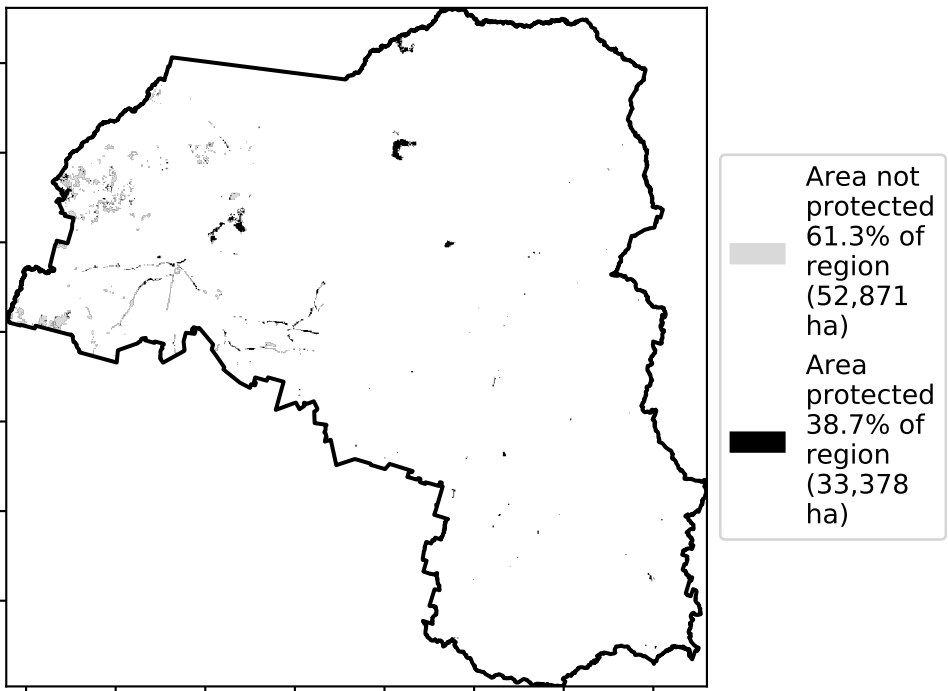 Area not
protected
61.3% of
region
(52,871
ha)
Area
protected
38.7% of
region
(33,378
ha)